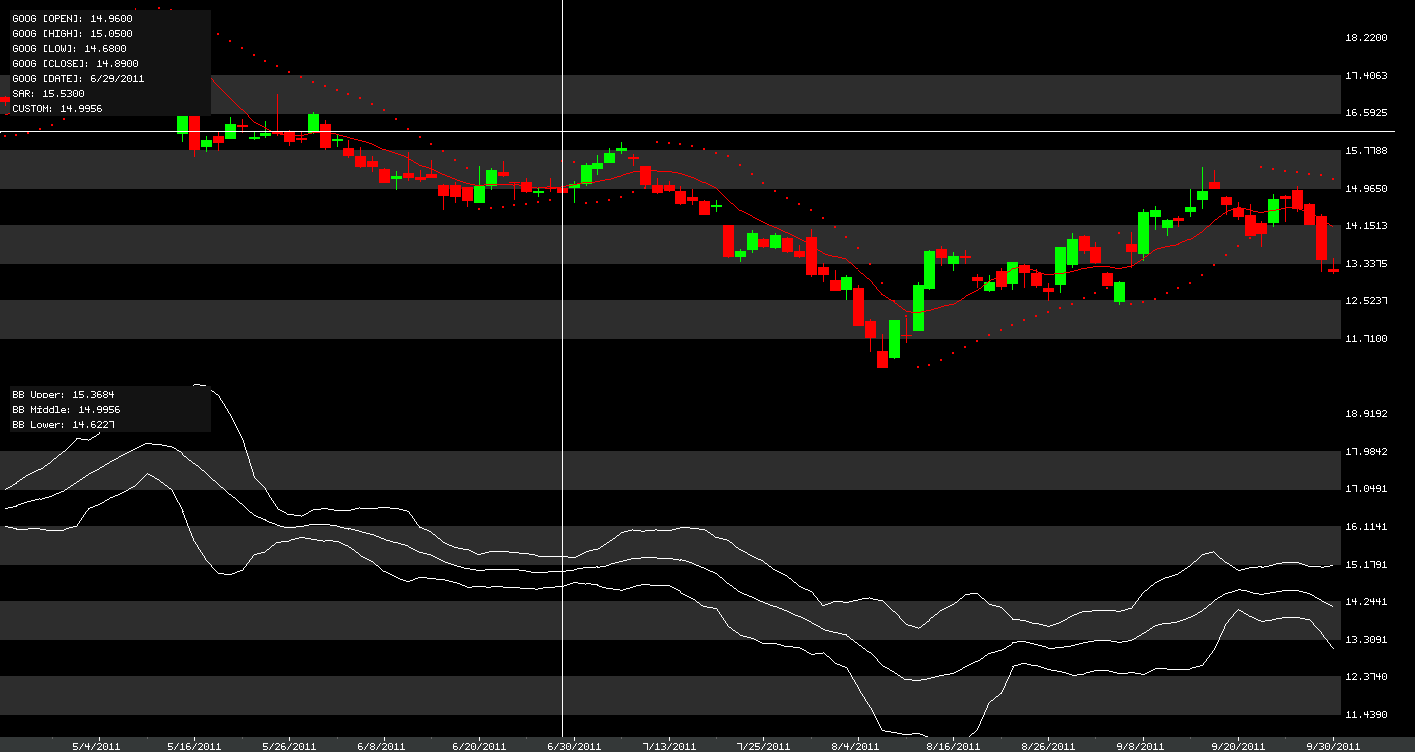 GOOG [OPEN]: 14.9600
GOOG [HIGH]: 15.0500
GOOG [LOW]: 14.6800
GOOG [CLOSE]: 14.8900
GOOG [DATE]: 6/29/2011
SAR: 15.5300
CUSTOM: 14.9956
18.2200
17.4063
16.5925
15.7788
14.9650
14.1513
13.3375
12.5237
11.7100
BB Upper: 15.3684
BB Middle: 14.9956
BB Lower: 14.6227
18.9192
17.9842
17.0491
16.1141
15.1791
14.2441
13.3091
12.3740
11.4390
5/4/2011 5/16/2011 5/26/2011 6/8/2011 6/20/2011 6/30/2011 7/13/2011 7/25/2011 8/4/2011 8/16/2011 8/26/2011 9/8/2011 9/20/2011 9/30/2011